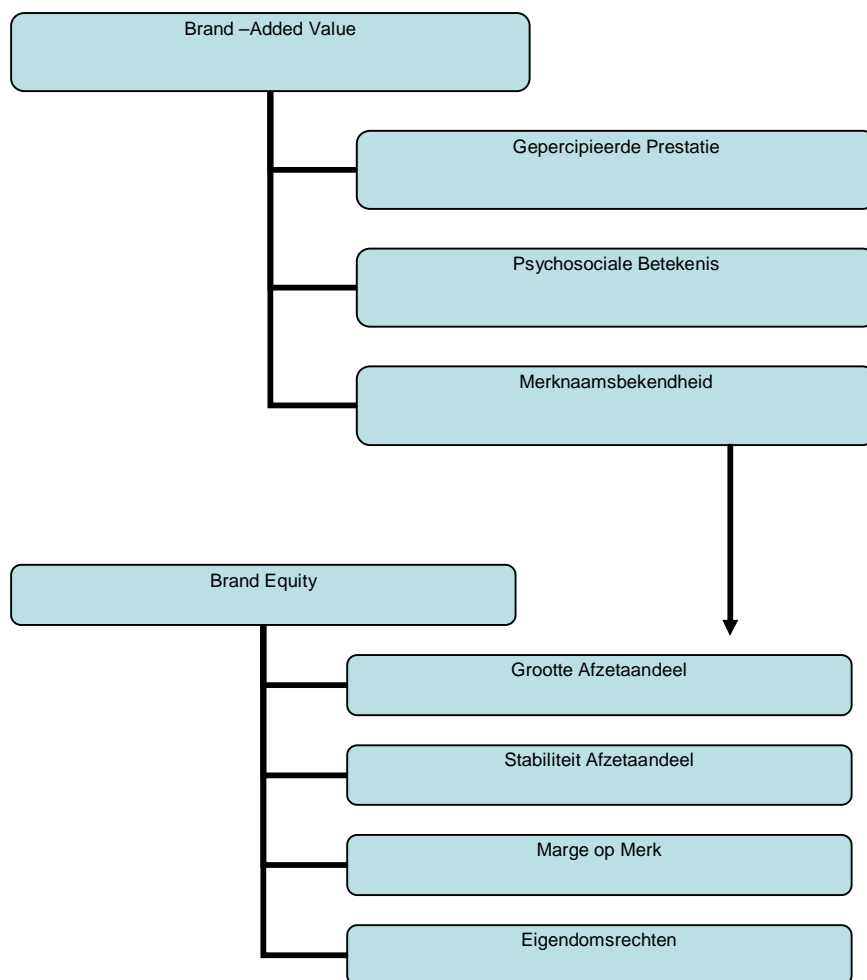 Brand –Added Value
Gepercipieerde Prestatie
Psychosociale Betekenis
Merknaamsbekendheid
Brand Equity
Grootte Afzetaandeel
Stabiliteit Afzetaandeel
Marge op Merk
Eigendomsrechten